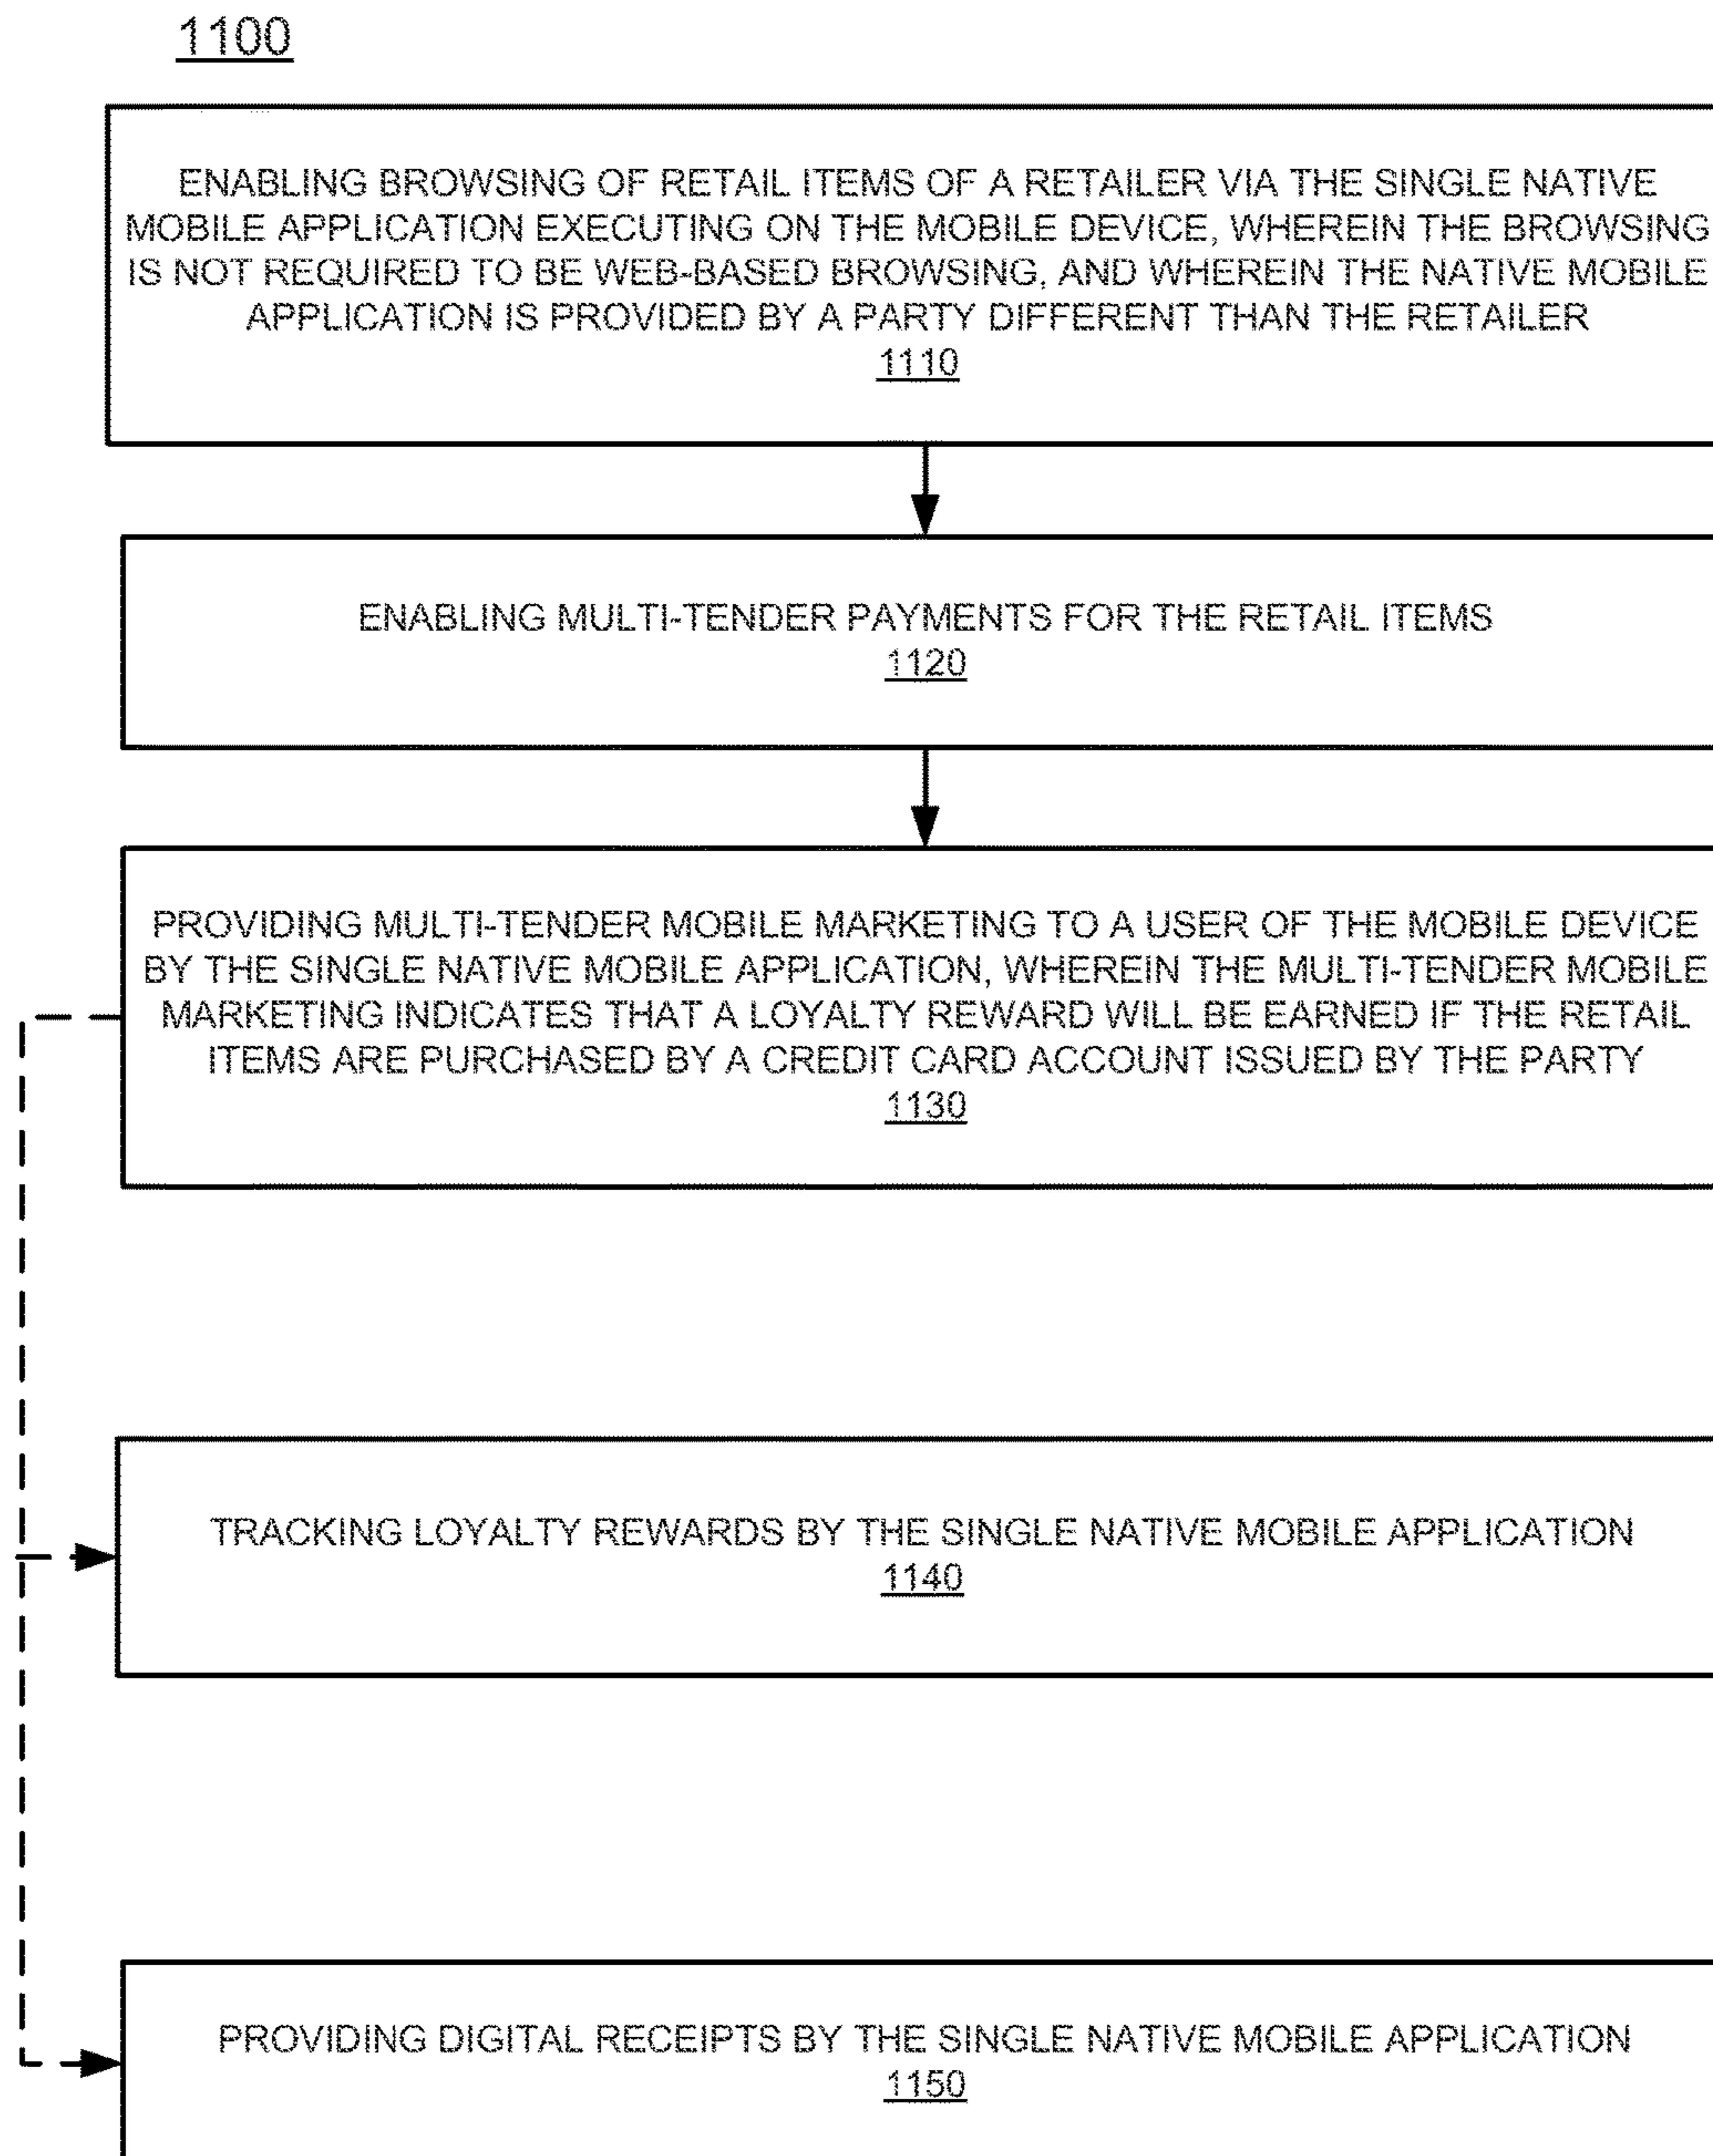 1100
ENABLING BROWSING OF RETAIL ITEMS OF A RETAILER VIA THE SINGLE NATIVE
MOBILE APPLICATION EXECUTING ON THE MOBILE DEVICE, WHEREIN THE BROWSING
IS NOT REQUIRED TO BE WEB-BASED BROWSING, AND WHEREIN THE NATIVE MOBILE
APPLICATION IS PROVIDED BY A PARTY DIFFERENT THAN THE RETAILER
1110
ENABLING MULTI-TENDER PAYMENTS FOR THE RETAIL ITEMS
1120
PROVIDING MULTI-TENDER MOBILE MARKETING TO A USER OF THE MOBILE DEVICE
BY THE SINGLE NATIVE MOBILE APPLICATION, WHEREIN THE MULTI-TENDER MOBILE
MARKETING INDICATES THAT A LOYALTY REWARD WILL BE EARNED IF THE RETAIL
ITEMS ARE PURCHASED BY A CREDIT CARD ACCOUNT ISSUED BY THE PARTY
1130
TRACKING LOYALTY REWARDS BY THE SINGLE NATIVE MOBILE APPLICATION
1140
PROVIDING DIGITAL RECEIPTS BY THE SINGLE NATIVE MOBILE APPLICATION
1150